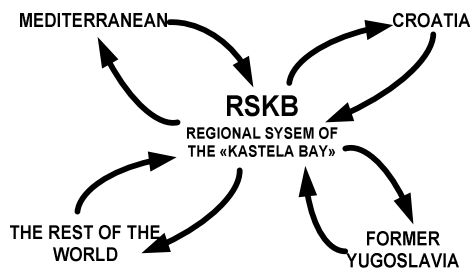 MEDITERRANEAN
CROATIA
RSKB
REGIONAL SYSEM OF
THE «KASTELA BAY»
THE REST OF THE
WORLD
FORMER
YUGOSLAVIA